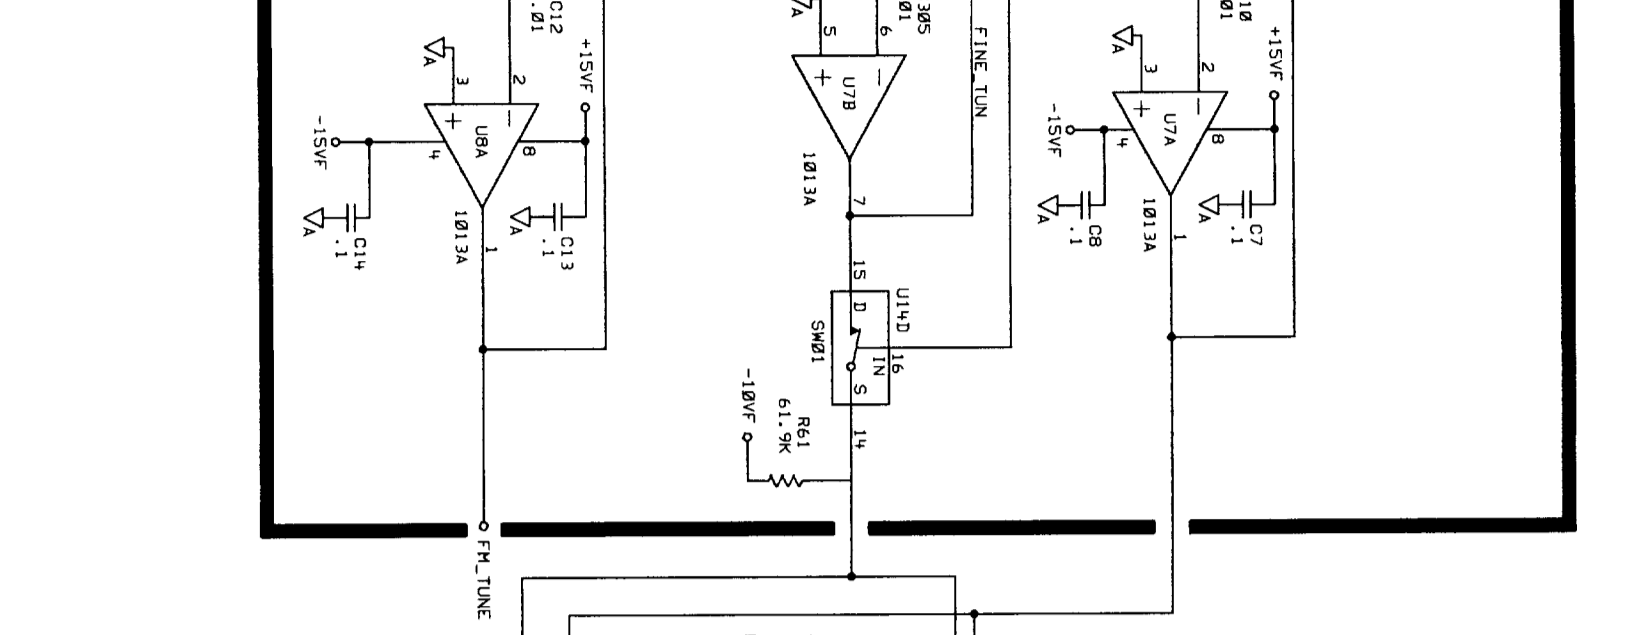 C12
.01
+15VF
A
3
2
+
−
U8A
8
4
-15VF
A
C14
.1
1013A
1
A
C13
.1
FM_TUNE
A
305
01
5
6
+
−
U7B
FINE_TUN
1013A
7
15
U14D
D
SW01
IN
16
S
14
-10VF
R61
61.9K
10
01
+15VF
A
3
2
+
−
U7A
8
4
-15VF
A
C8
.1
1013A
1
A
C7
.1